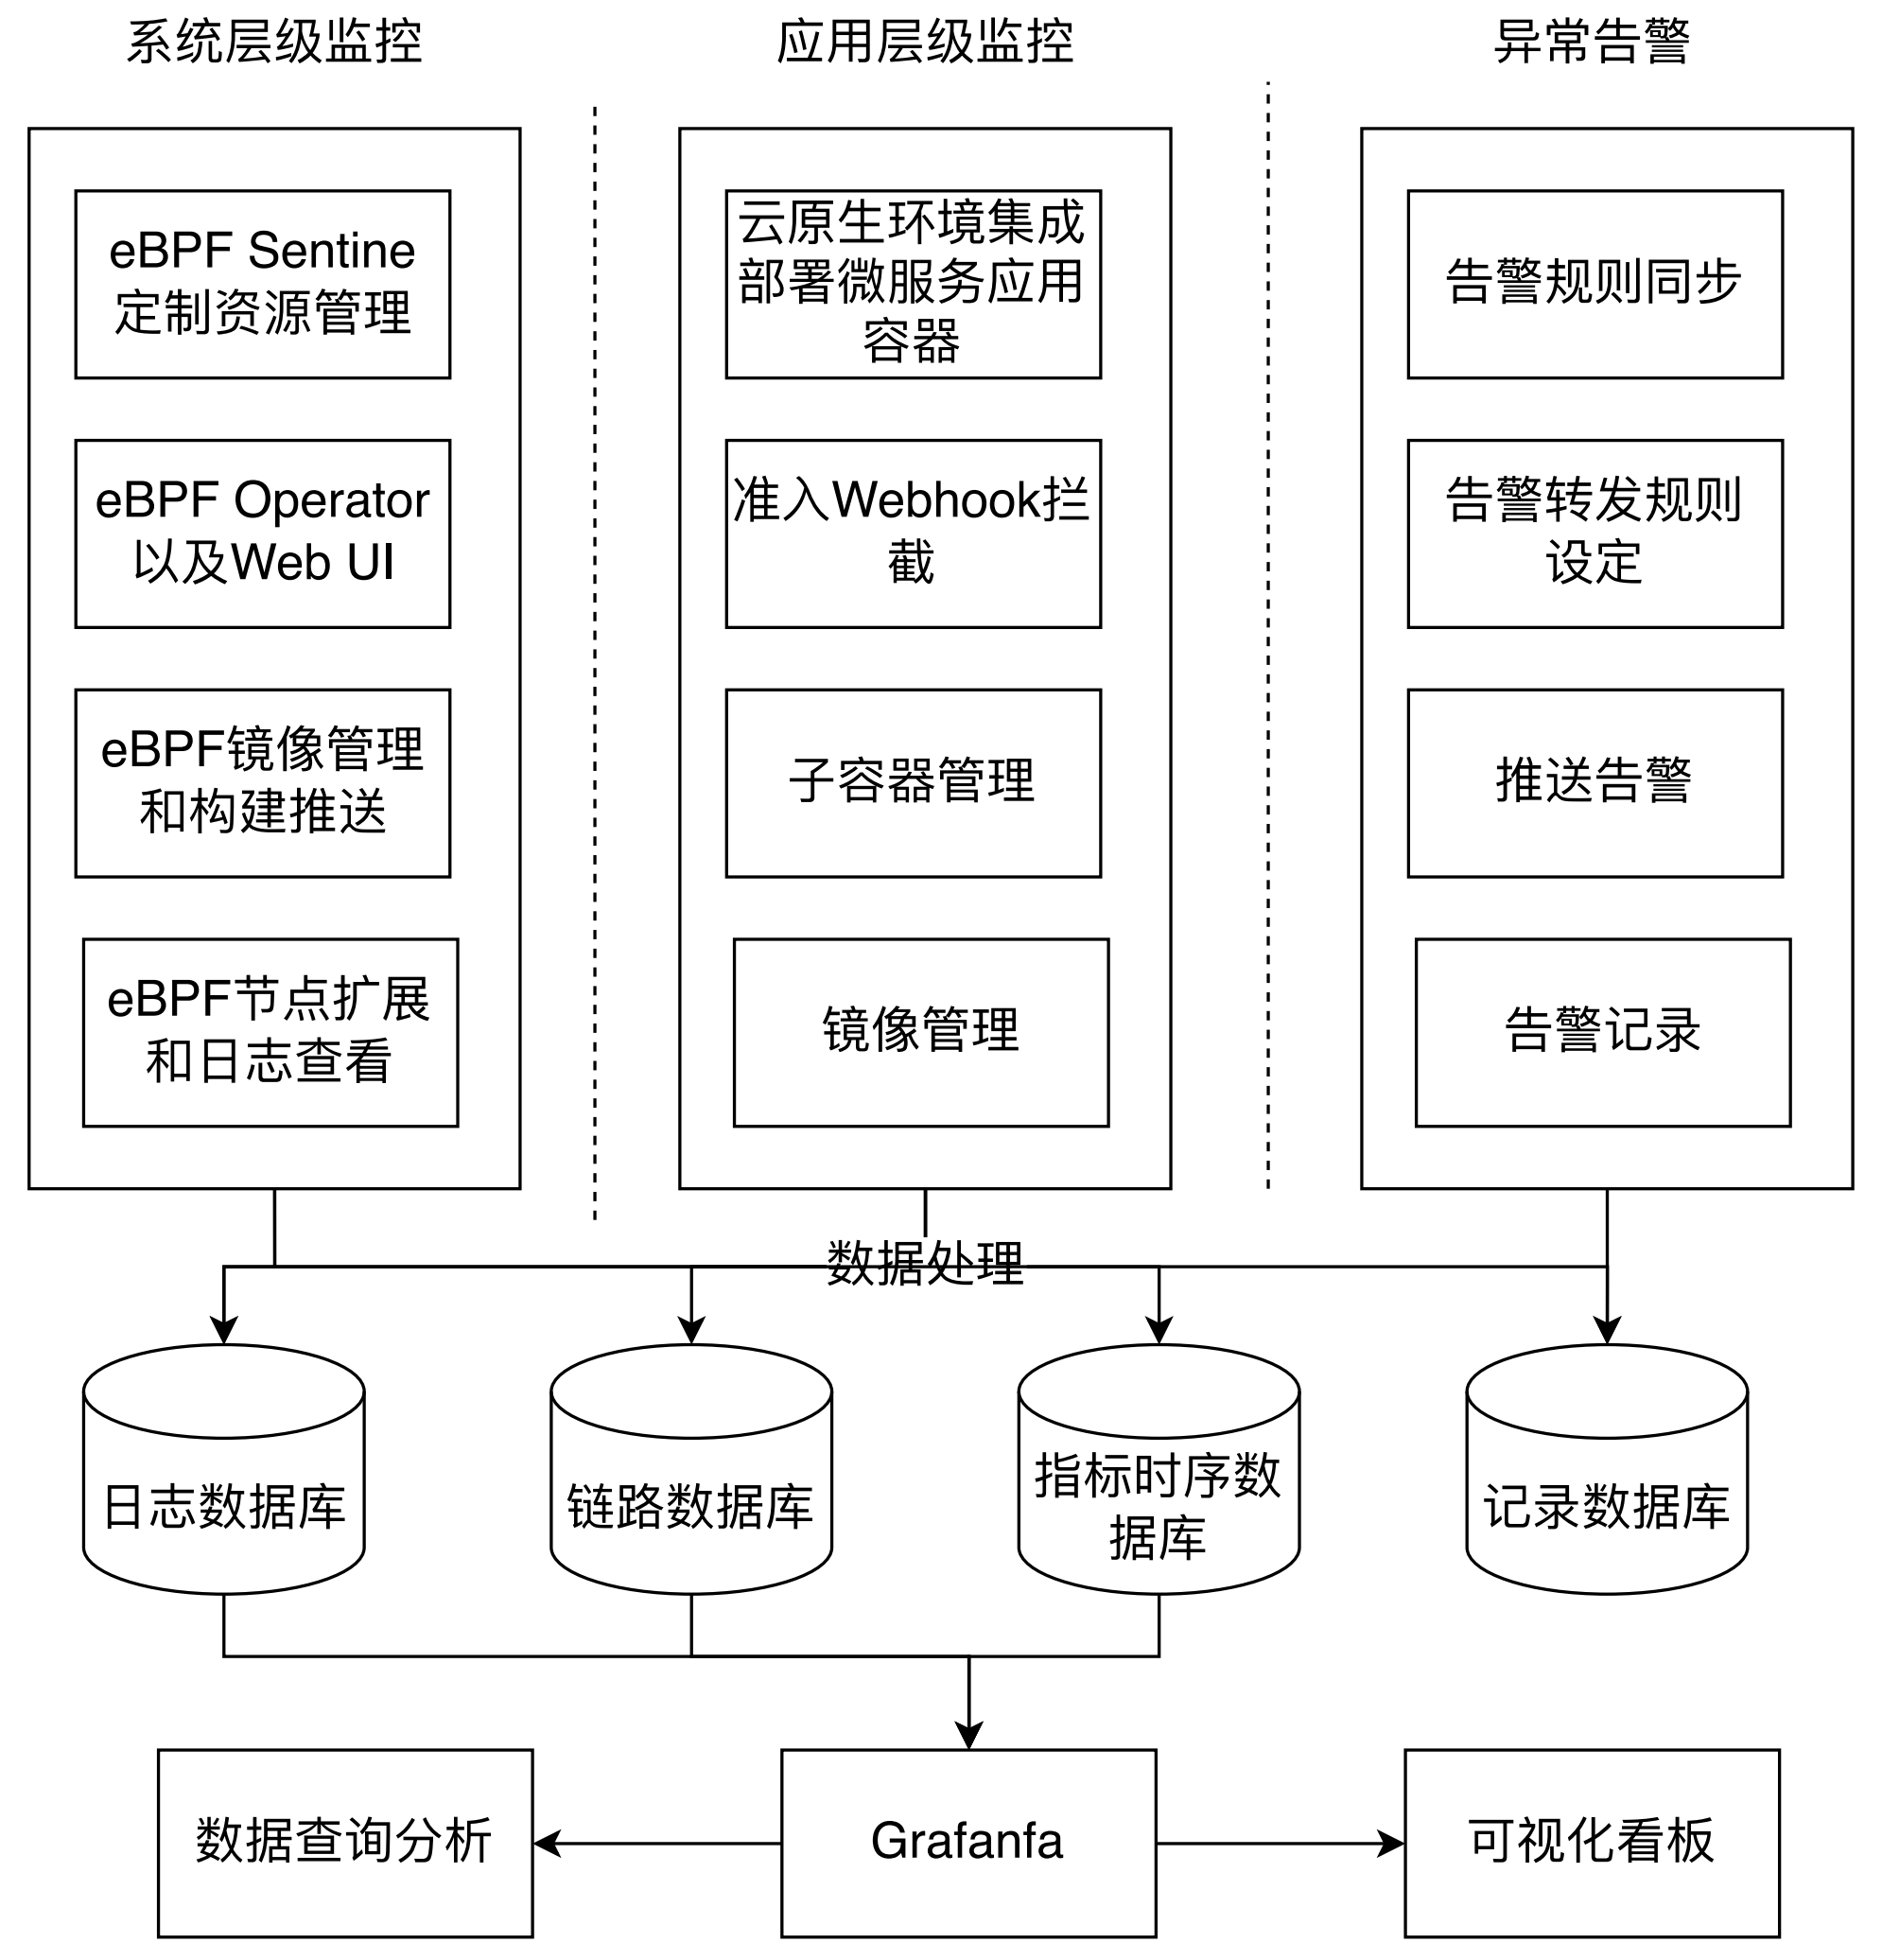 系统层级监控
应用层级监控
异常告警
eBPF Sentine
定制资源管理
eBPF Operator
以及Web UI
eBPF镜像管理
和构建推送
eBPF节点扩展
和日志查看
云原生环境集成
部署微服务应用
容器
准入Webhook拦
截
子容器管理
镜像管理
告警规则同步
告警转发规则
设定
推送告警
告警记录
数据处理
日志数据库
链路数据库
指标时序数
据库
记录数据库
数据查询分析
Grafanfa
可视化看板